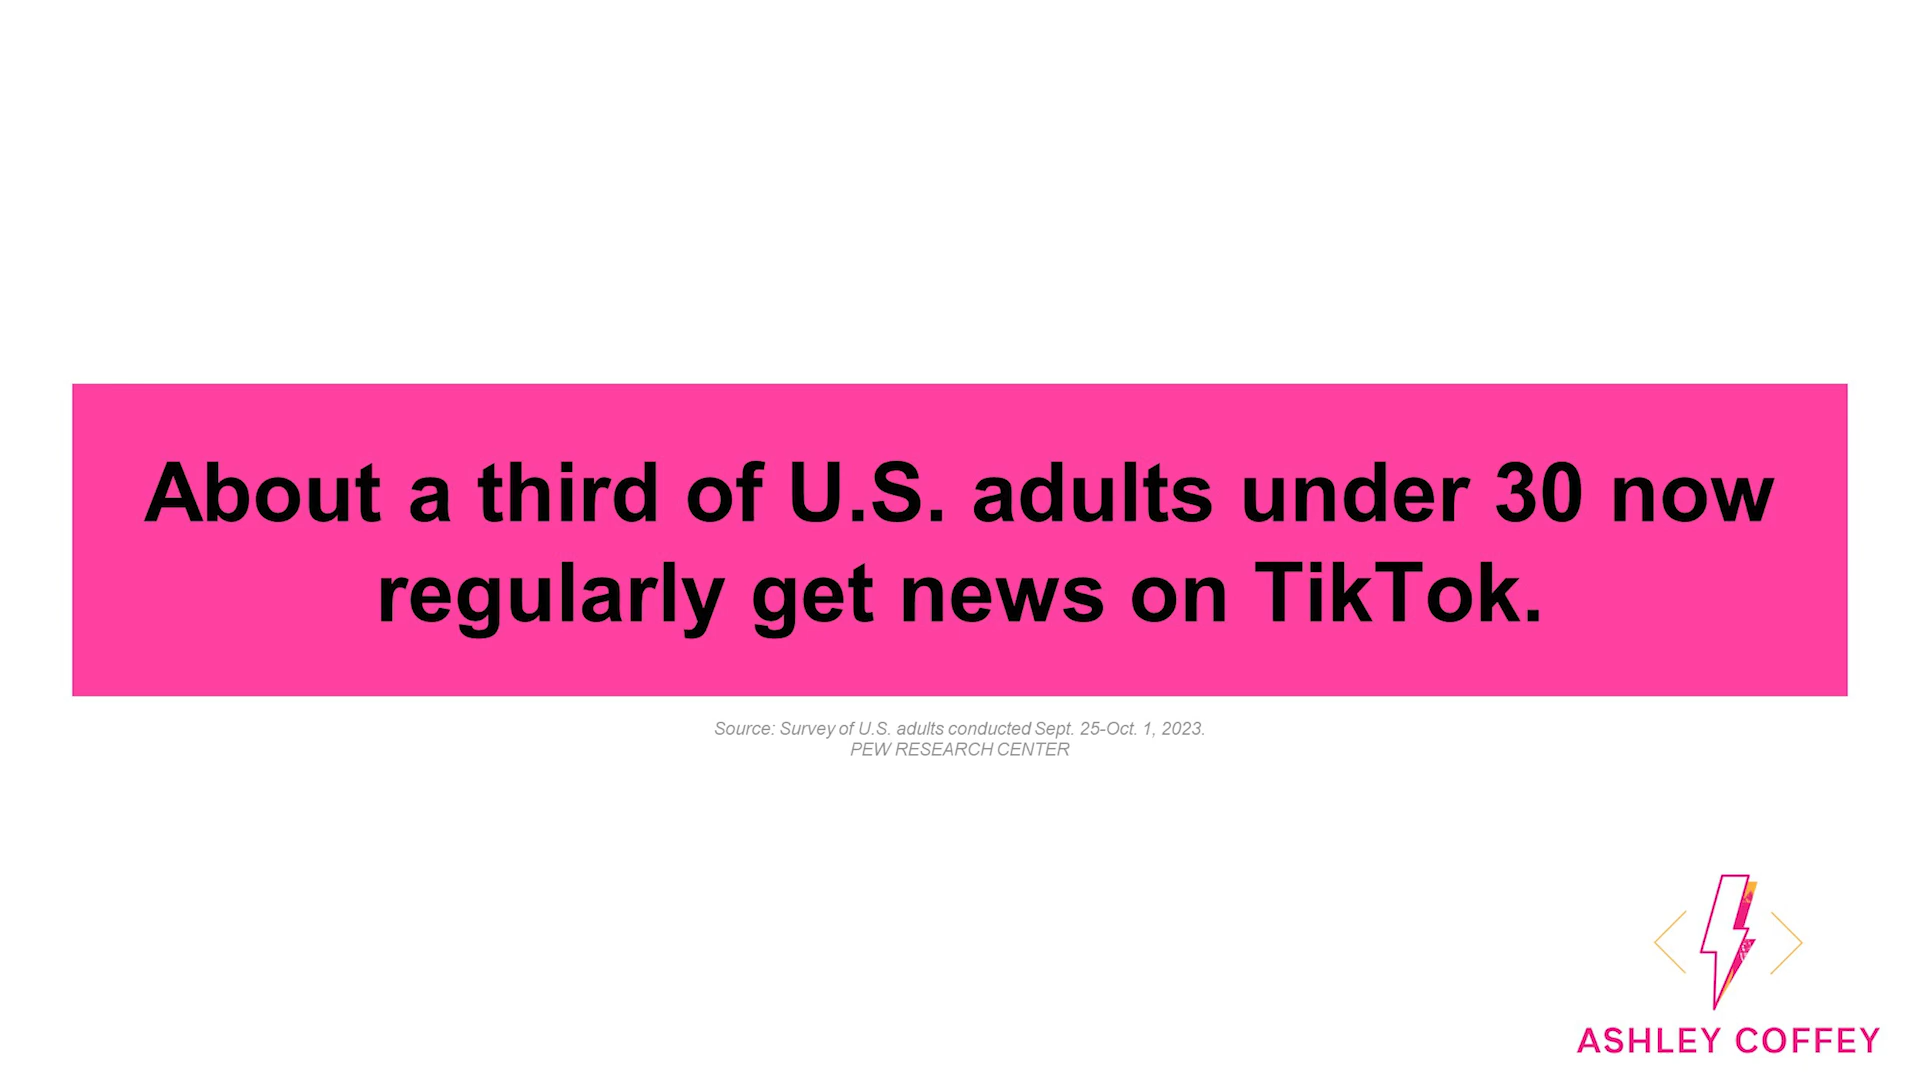 About a third of U.S. adults under 30 now
regularly get news on TikTok.
Source: Survey of U.S. adults conducted Sept. 25-Oct. 1, 2023.
PEW RESEARCH CENTER
ASHLEY COFFEY